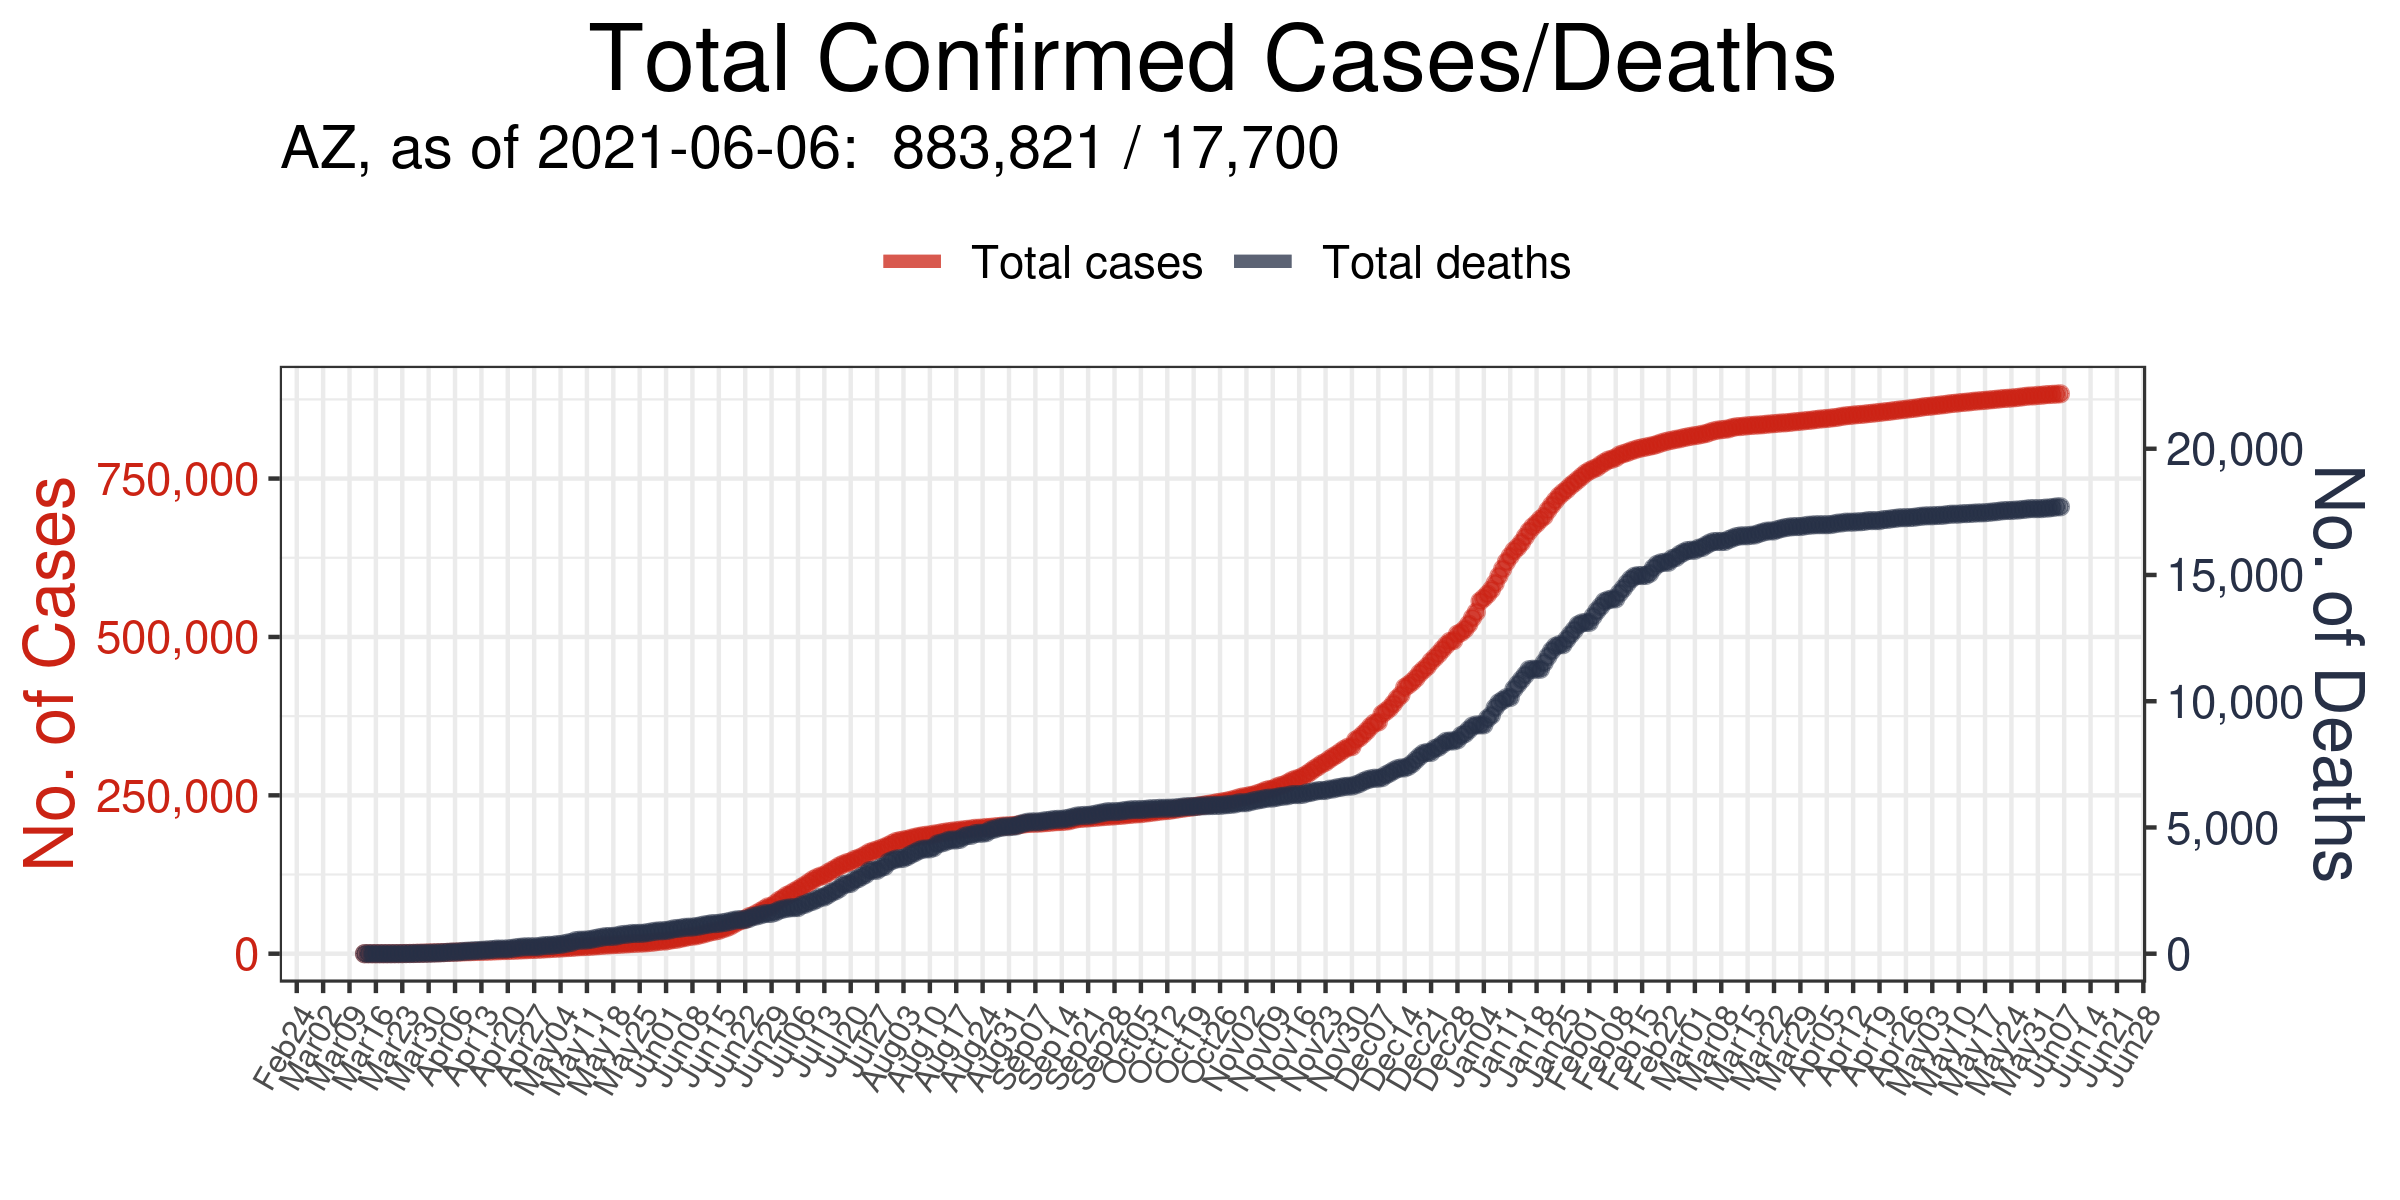 Total Confirmed Cases/Deaths
AZ, as of 2021-06-06:  883,821 / 17,700
Total cases
Total deaths
No. of Cases
750,000
500,000
250,000
0
20,000
15,000
10,000
5,000
0
No. of Deaths
Feb24
Mar02
Mar09
Mar16
Mar23
Mar30
Apr06
Apr13
Apr20
Apr27
May04
May11
May18
May25
Jun01
Jun08
Jun15
Jun22
Jun29
Jul06
Jul13
Jul20
Jul27
Aug03
Aug10
Aug17
Aug24
Aug31
Sep07
Sep14
Sep21
Sep28
Oct05
Oct12
Oct19
Oct26
Nov02
Nov09
Nov16
Nov23
Nov30
Dec07
Dec14
Dec21
Dec28
Jan04
Jan11
Jan18
Jan25
Feb01
Feb08
Feb15
Feb22
Mar01
Mar08
Mar15
Mar22
Mar29
Apr05
Apr12
Apr19
Apr26
May03
May10
May17
May24
May31
Jun07
Jun14
Jun21
Jun28